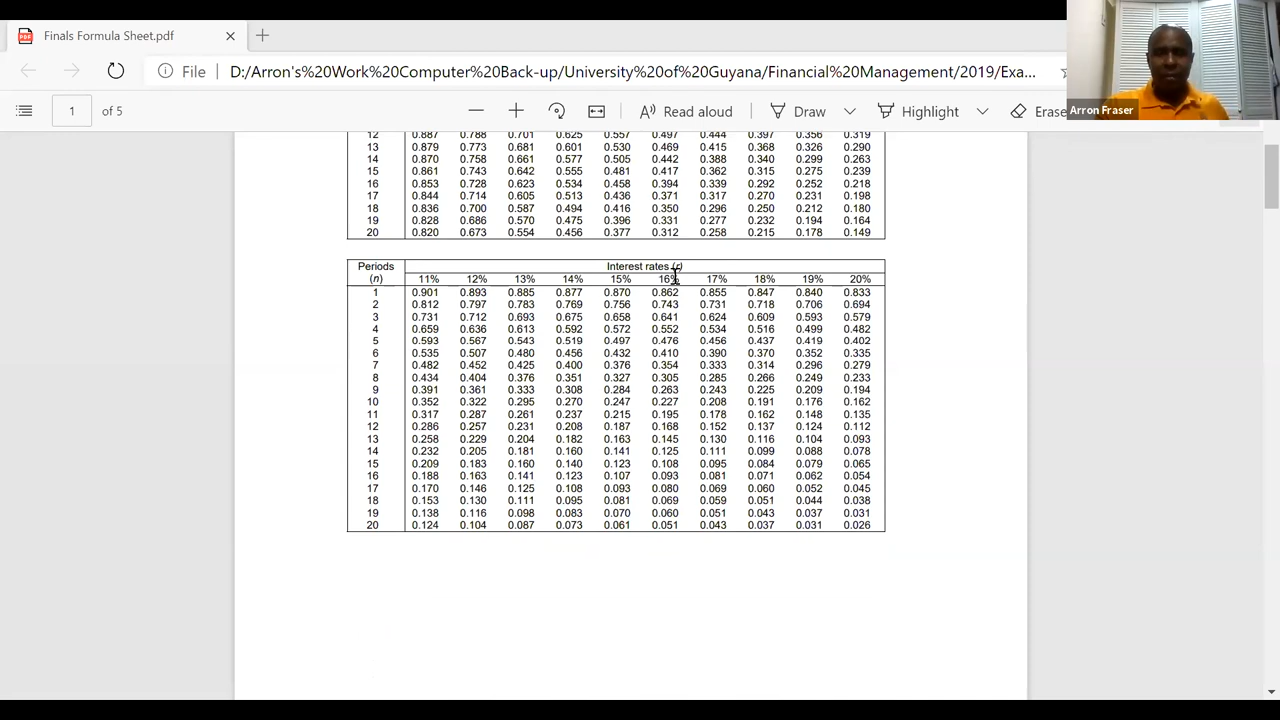 Finals Formula Sheet.pdf
File D:/Arron's%20Work%20Computer%20Back-up/University%20of%20Guyana/Financial%20Management/2019/Exa...
1 of 5 Read aloud Draw Highlight Erase
Arron Fraser
12 0.887 0.788 0.701 0.625 0.557 0.497 0.444 0.397 0.356 0.319
13 0.879 0.773 0.681 0.601 0.530 0.469 0.415 0.368 0.326 0.290
14 0.870 0.758 0.661 0.577 0.505 0.442 0.388 0.340 0.299 0.263
15 0.861 0.743 0.642 0.555 0.481 0.417 0.362 0.315 0.275 0.239
16 0.853 0.728 0.623 0.534 0.458 0.394 0.339 0.292 0.252 0.218
17 0.844 0.714 0.605 0.513 0.436 0.371 0.317 0.270 0.231 0.198
18 0.836 0.700 0.587 0.494 0.416 0.350 0.296 0.250 0.212 0.180
19 0.828 0.686 0.570 0.475 0.396 0.331 0.277 0.232 0.194 0.164
20 0.820 0.673 0.554 0.456 0.377 0.312 0.258 0.215 0.178 0.149
Periods Interest rates (r)
(n) 11% 12% 13% 14% 15% 16% 17% 18% 19% 20%
1 0.901 0.893 0.885 0.877 0.870 0.862 0.855 0.847 0.840 0.833
2 0.812 0.797 0.783 0.769 0.756 0.743 0.731 0.718 0.706 0.694
3 0.731 0.712 0.693 0.675 0.658 0.641 0.624 0.609 0.593 0.579
4 0.659 0.636 0.613 0.592 0.572 0.552 0.534 0.516 0.499 0.482
5 0.593 0.567 0.543 0.519 0.497 0.476 0.456 0.437 0.419 0.402
6 0.535 0.507 0.480 0.456 0.432 0.410 0.390 0.370 0.352 0.335
7 0.482 0.452 0.425 0.400 0.376 0.354 0.333 0.314 0.296 0.279
8 0.434 0.404 0.376 0.351 0.327 0.305 0.285 0.266 0.249 0.233
9 0.391 0.361 0.333 0.308 0.284 0.263 0.243 0.225 0.209 0.194
10 0.352 0.322 0.295 0.270 0.247 0.227 0.208 0.191 0.176 0.162
11 0.317 0.287 0.261 0.237 0.215 0.195 0.178 0.162 0.148 0.135
12 0.286 0.257 0.231 0.208 0.187 0.168 0.152 0.137 0.124 0.112
13 0.258 0.229 0.204 0.182 0.163 0.145 0.130 0.116 0.104 0.093
14 0.232 0.205 0.181 0.160 0.141 0.125 0.111 0.099 0.088 0.078
15 0.209 0.183 0.160 0.140 0.123 0.108 0.095 0.084 0.079 0.065
16 0.188 0.163 0.141 0.123 0.107 0.093 0.081 0.071 0.062 0.054
17 0.170 0.146 0.125 0.108 0.093 0.080 0.069 0.060 0.052 0.045
18 0.153 0.130 0.111 0.095 0.081 0.069 0.059 0.051 0.044 0.038
19 0.138 0.116 0.098 0.083 0.070 0.060 0.051 0.043 0.037 0.031
20 0.124 0.104 0.087 0.073 0.061 0.051 0.043 0.037 0.031 0.026